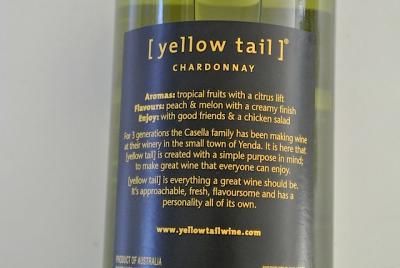 [ yellow tail ]®
CHARDONNAY
Aromas: tropical fruits with a citrus lift
Flavours: peach & melon with a creamy finish
Enjoy: with good friends & a chicken salad
For 3 generations the Casella family has been making wine
at their winery in the small town of Yenda. It is here that
[yellow tail] is created with a simple purpose in mind;
to make great wine that everyone can enjoy.
[yellow tail] is everything a great wine should be.
It's approachable, fresh, flavoursome and has a
personality all of its own.
www.yellowtailwine.com
PRODUCT OF AUSTRALIA